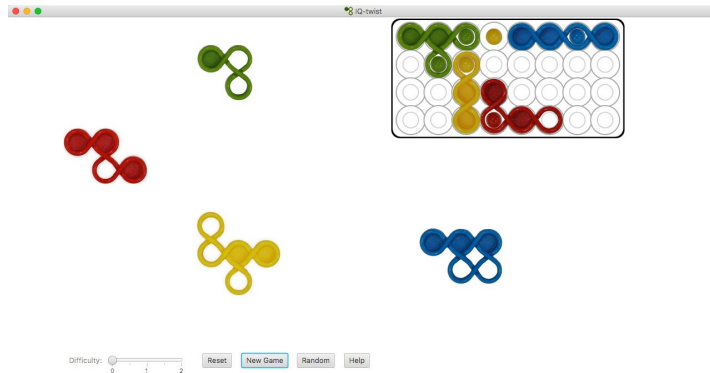 IQ-twist
Difficulty:
0 1 2
Reset
New Game
Random
Help